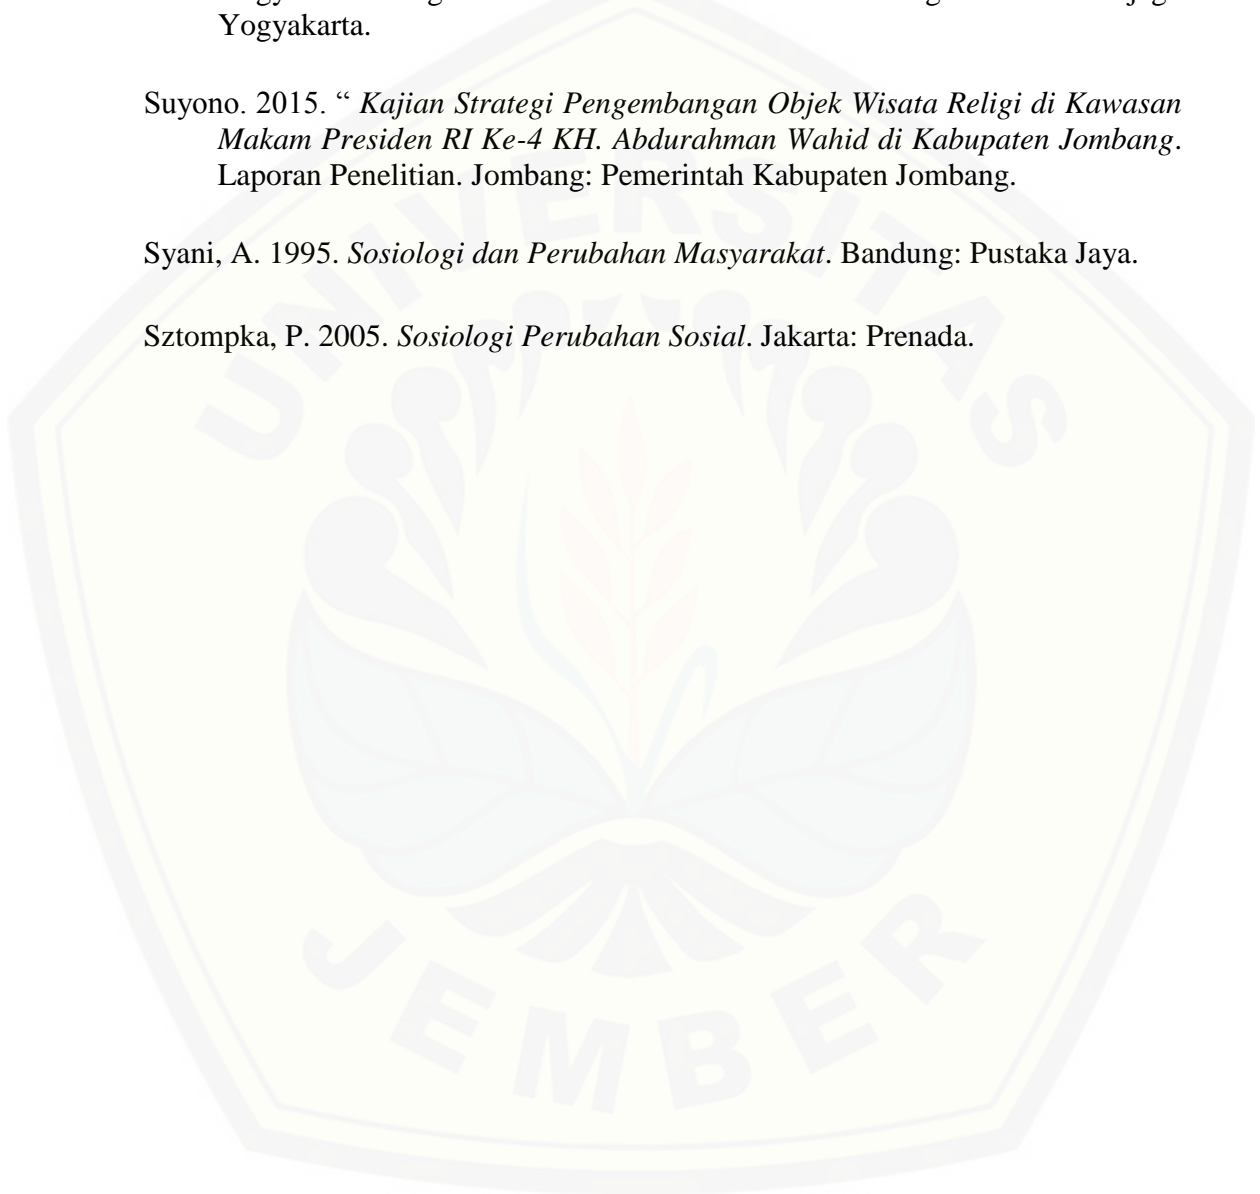 Yogyakarta.
Suyono. 2015. “ Kajian Strategi Pengembangan Objek Wisata Religi di Kawasan
Makam Presiden RI Ke-4 KH. Abdurahman Wahid di Kabupaten Jombang.
Laporan Penelitian. Jombang: Pemerintah Kabupaten Jombang.
Syani, A. 1995. Sosiologi dan Perubahan Masyarakat. Bandung: Pustaka Jaya.
Sztompka, P. 2005. Sosiologi Perubahan Sosial. Jakarta: Prenada.
UNIVERSITAS
JEMBER